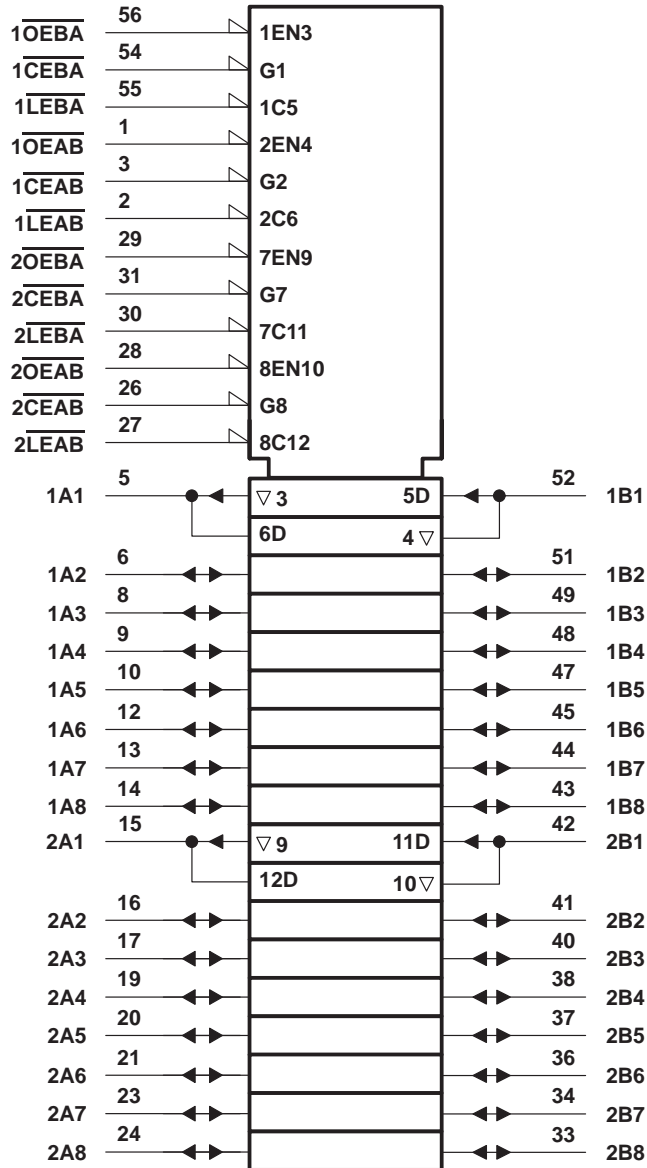 1OEBA 56 1EN3
1CEBA 54 G1
1LEBA 55 1C5
1OEAB 1 2EN4
1CEAB 3 G2
1LEAB 2 2C6
2OEBA 29 7EN9
2CEBA 31 G7
2LEBA 30 7C11
2OEAB 28 8EN10
2CEAB 26 G8
2LEAB 27 8C12
1A1 5 ▽ 3 5D 52 1B1
6D 4 ▽
1A2 6 51 1B2
1A3 8 49 1B3
1A4 9 48 1B4
1A5 10 47 1B5
1A6 12 45 1B6
1A7 13 44 1B7
1A8 14 43 1B8
2A1 15 ▽ 9 11D 42 2B1
12D 10 ▽
2A2 16 41 2B2
2A3 17 40 2B3
2A4 19 38 2B4
2A5 20 37 2B5
2A6 21 36 2B6
2A7 23 34 2B7
2A8 24 33 2B8